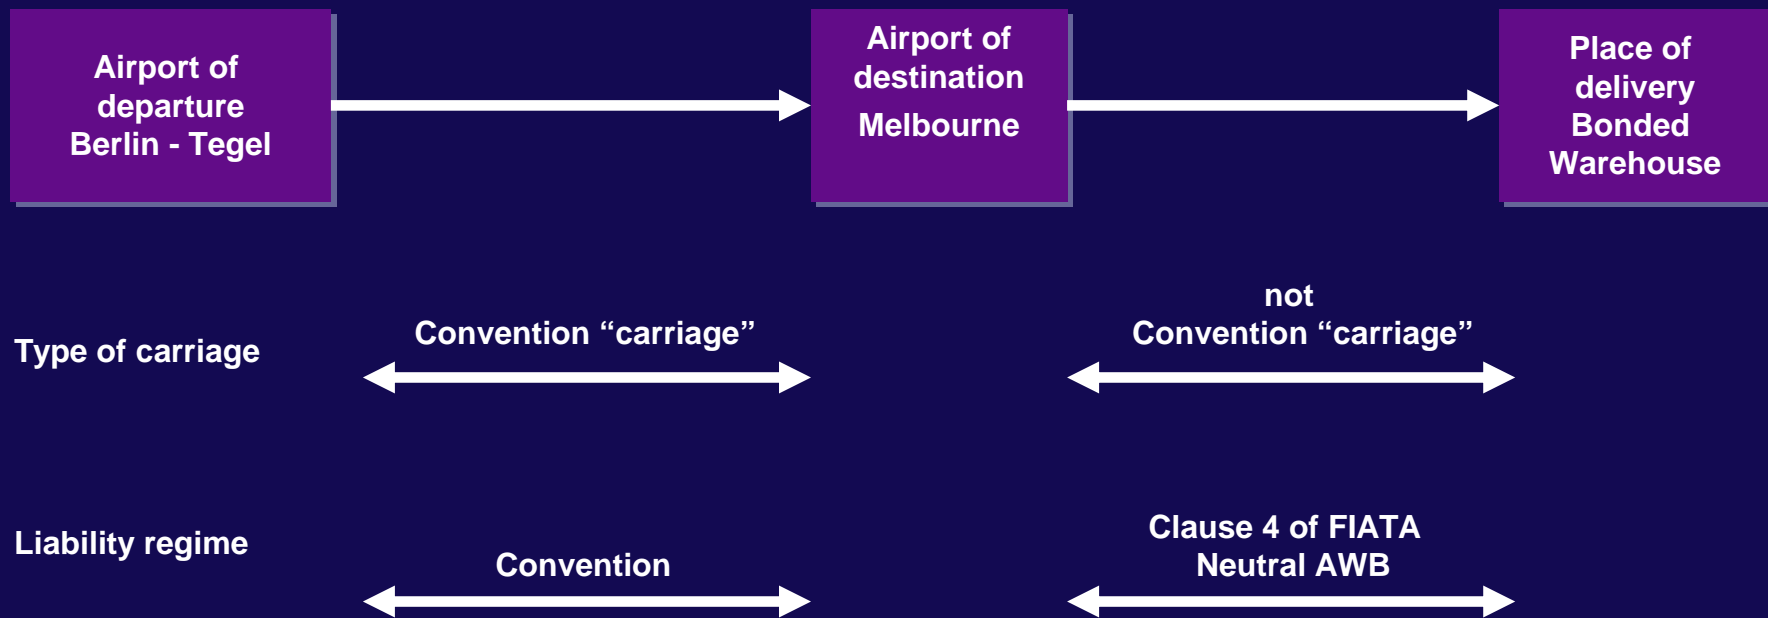 Airport of
departure
Berlin - Tegel
Airport of
destination
Melbourne
Place of
delivery
Bonded
Warehouse
Type of carriage
Convention “carriage”
not
Convention “carriage”
Liability regime
Convention
Clause 4 of FIATA
Neutral AWB